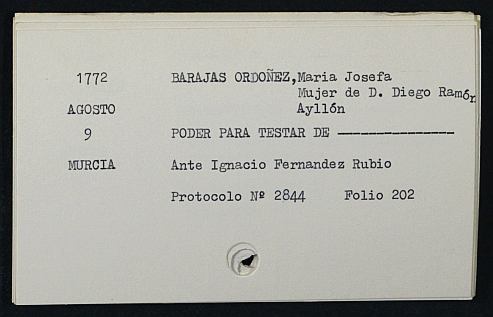 1772 BARAJAS ORDOÑEZ,Maria Josefa
Mujer de D. Diego Ramón
AGOSTO Ayllón
9 PODER PARA TESTAR DE ---------------
MURCIA Ante Ignacio Fernandez Rubio
Protocolo Nº 2844 Folio 202